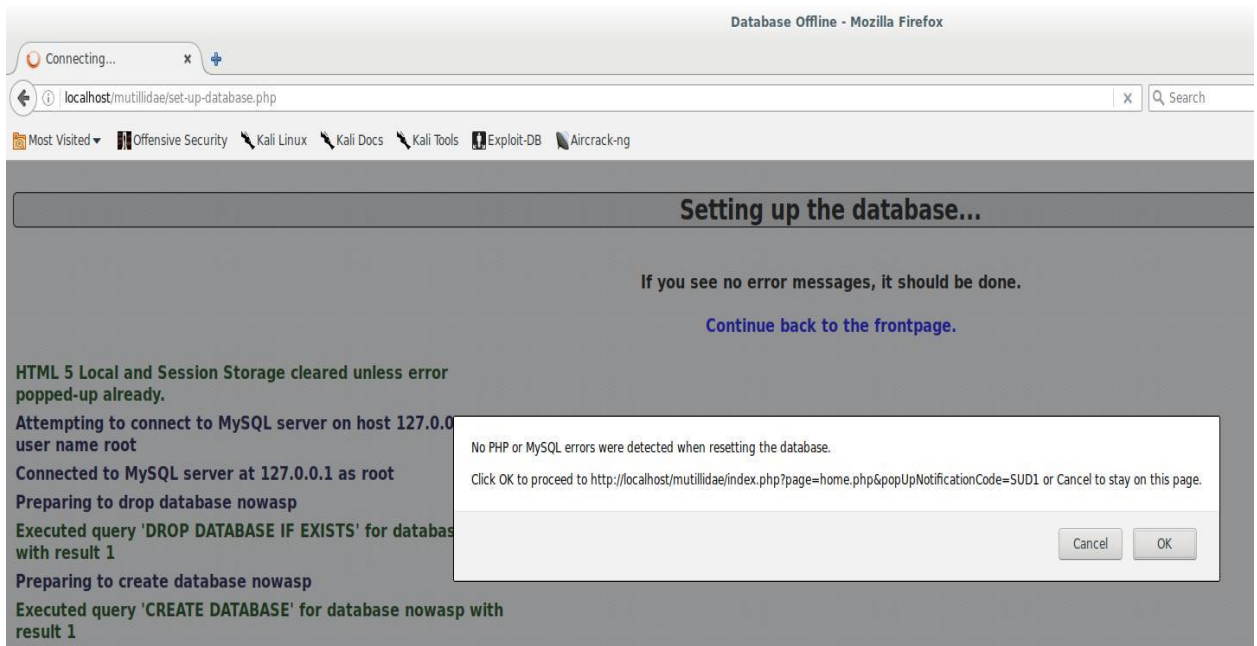 Database Offline - Mozilla Firefox
Connecting...
localhost/mutillidae/set-up-database.php
Search
Most Visited
Offensive Security
Kali Linux
Kali Docs
Kali Tools
Exploit-DB
Aircrack-ng
Setting up the database...
If you see no error messages, it should be done.
Continue back to the frontpage.
HTML 5 Local and Session Storage cleared unless error
popped-up already.
Attempting to connect to MySQL server on host 127.0.0
user name root
Connected to MySQL server at 127.0.0.1 as root
Preparing to drop database nowasp
Executed query 'DROP DATABASE IF EXISTS' for databas
with result 1
Preparing to create database nowasp
Executed query 'CREATE DATABASE' for database nowasp with
result 1
No PHP or MySQL errors were detected when resetting the database.
Click OK to proceed to http://localhost/mutillidae/index.php?page=home.php&popUpNotificationCode=SUD1 or Cancel to stay on this page.
Cancel
OK